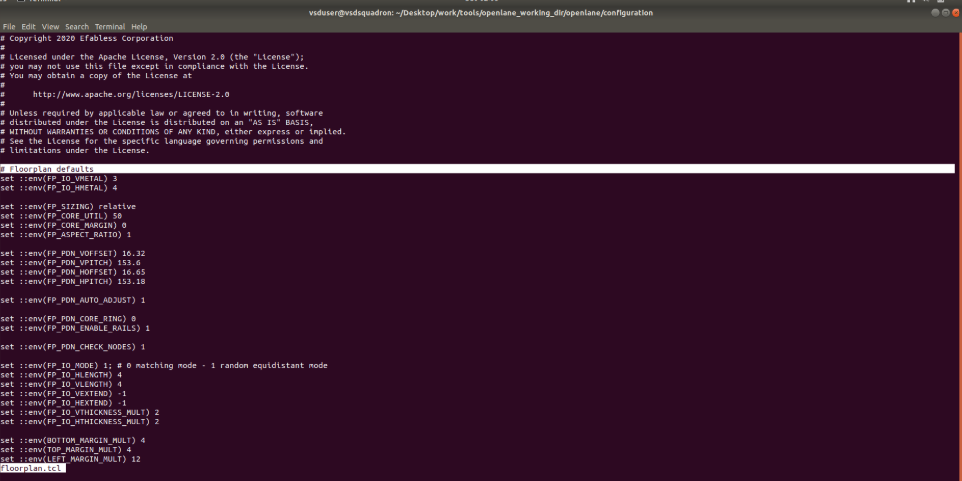 vsduser@vsdsquadron: ~/Desktop/work/tools/openlane_working_dir/openlane/configuration
File Edit View Search Terminal Help
# Copyright 2020 Efabless Corporation
#
# Licensed under the Apache License, Version 2.0 (the "License");
# you may not use this file except in compliance with the License.
# You may obtain a copy of the License at
#
#      http://www.apache.org/licenses/LICENSE-2.0
#
# Unless required by applicable law or agreed to in writing, software
# distributed under the License is distributed on an "AS IS" BASIS,
# WITHOUT WARRANTIES OR CONDITIONS OF ANY KIND, either express or implied.
# See the License for the specific language governing permissions and
# limitations under the License.
# Floorplan defaults
set ::env(FP_IO_VMETAL) 3
set ::env(FP_IO_HMETAL) 4
set ::env(FP_SIZING) relative
set ::env(FP_CORE_UTIL) 50
set ::env(FP_CORE_MARGIN) 0
set ::env(FP_ASPECT_RATIO) 1
set ::env(FP_PDN_VOFFSET) 16.32
set ::env(FP_PDN_VPITCH) 153.6
set ::env(FP_PDN_HOFFSET) 16.65
set ::env(FP_PDN_HPITCH) 153.18
set ::env(FP_PDN_AUTO_ADJUST) 1
set ::env(FP_PDN_CORE_RING) 0
set ::env(FP_PDN_ENABLE_RAILS) 1
set ::env(FP_PDN_CHECK_NODES) 1
set ::env(FP_IO_MODE) 1; # 0 matching mode - 1 random equidistant mode
set ::env(FP_IO_HLENGTH) 4
set ::env(FP_IO_VLENGTH) 4
set ::env(FP_IO_VEXTEND) -1
set ::env(FP_IO_HEXTEND) -1
set ::env(FP_IO_VTHICKNESS_MULT) 2
set ::env(FP_IO_HTHICKNESS_MULT) 2
set ::env(BOTTOM_MARGIN_MULT) 4
set ::env(TOP_MARGIN_MULT) 4
set ::env(LEFT_MARGIN_MULT) 12
floorplan.tcl